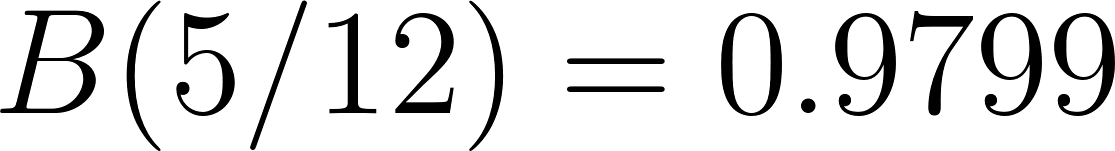 B(5/12) = 0.9799